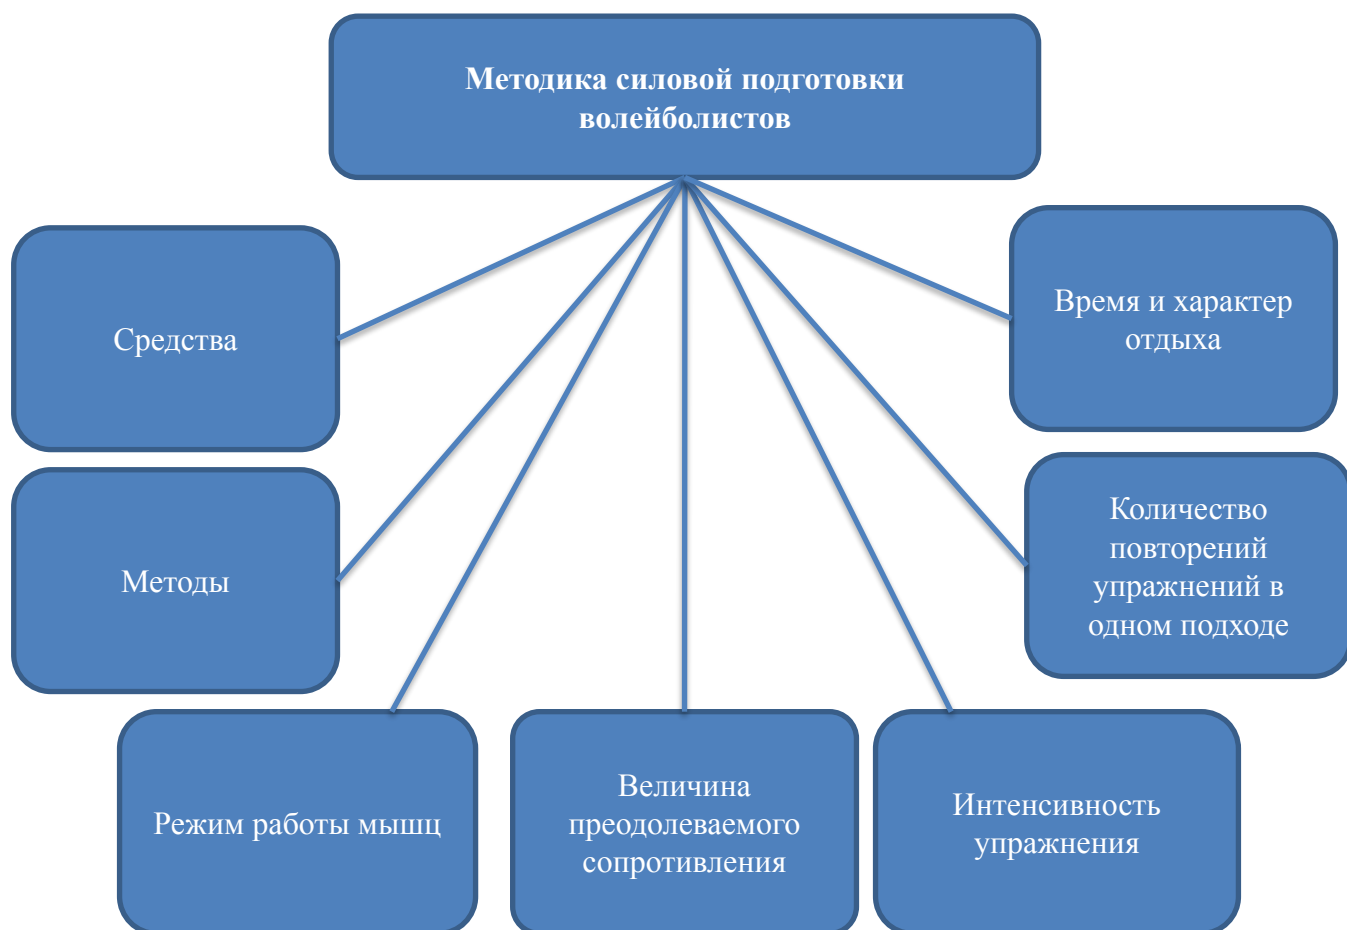 Методика силовой подготовки
волейболистов
Средства
Методы
Режим работы мышц
Величина
преодолеваемого
сопротивления
Интенсивность
упражнения
Количество
повторений
упражнений в
одном подходе
Время и характер
отдыха